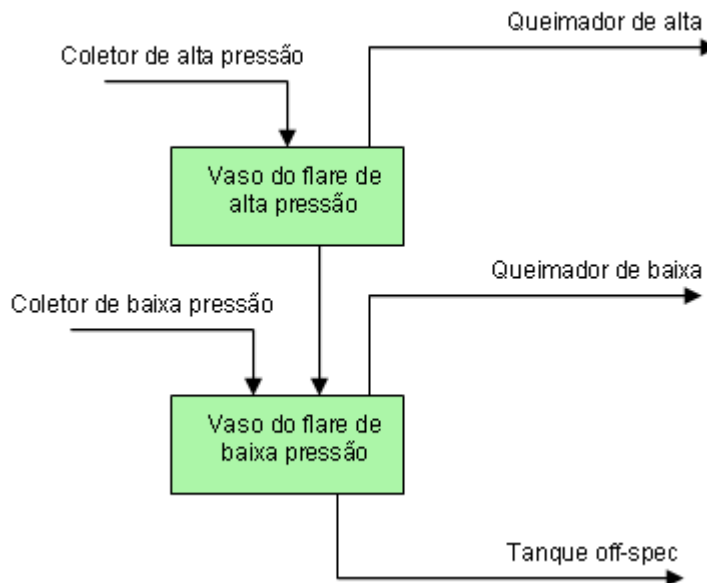 Queimador de alta
Coletor de alta pressão
Vaso do flare de
alta pressão
Queimador de baixa
Coletor de baixa pressão
Vaso do flare de
baixa pressão
Tanque off-spec